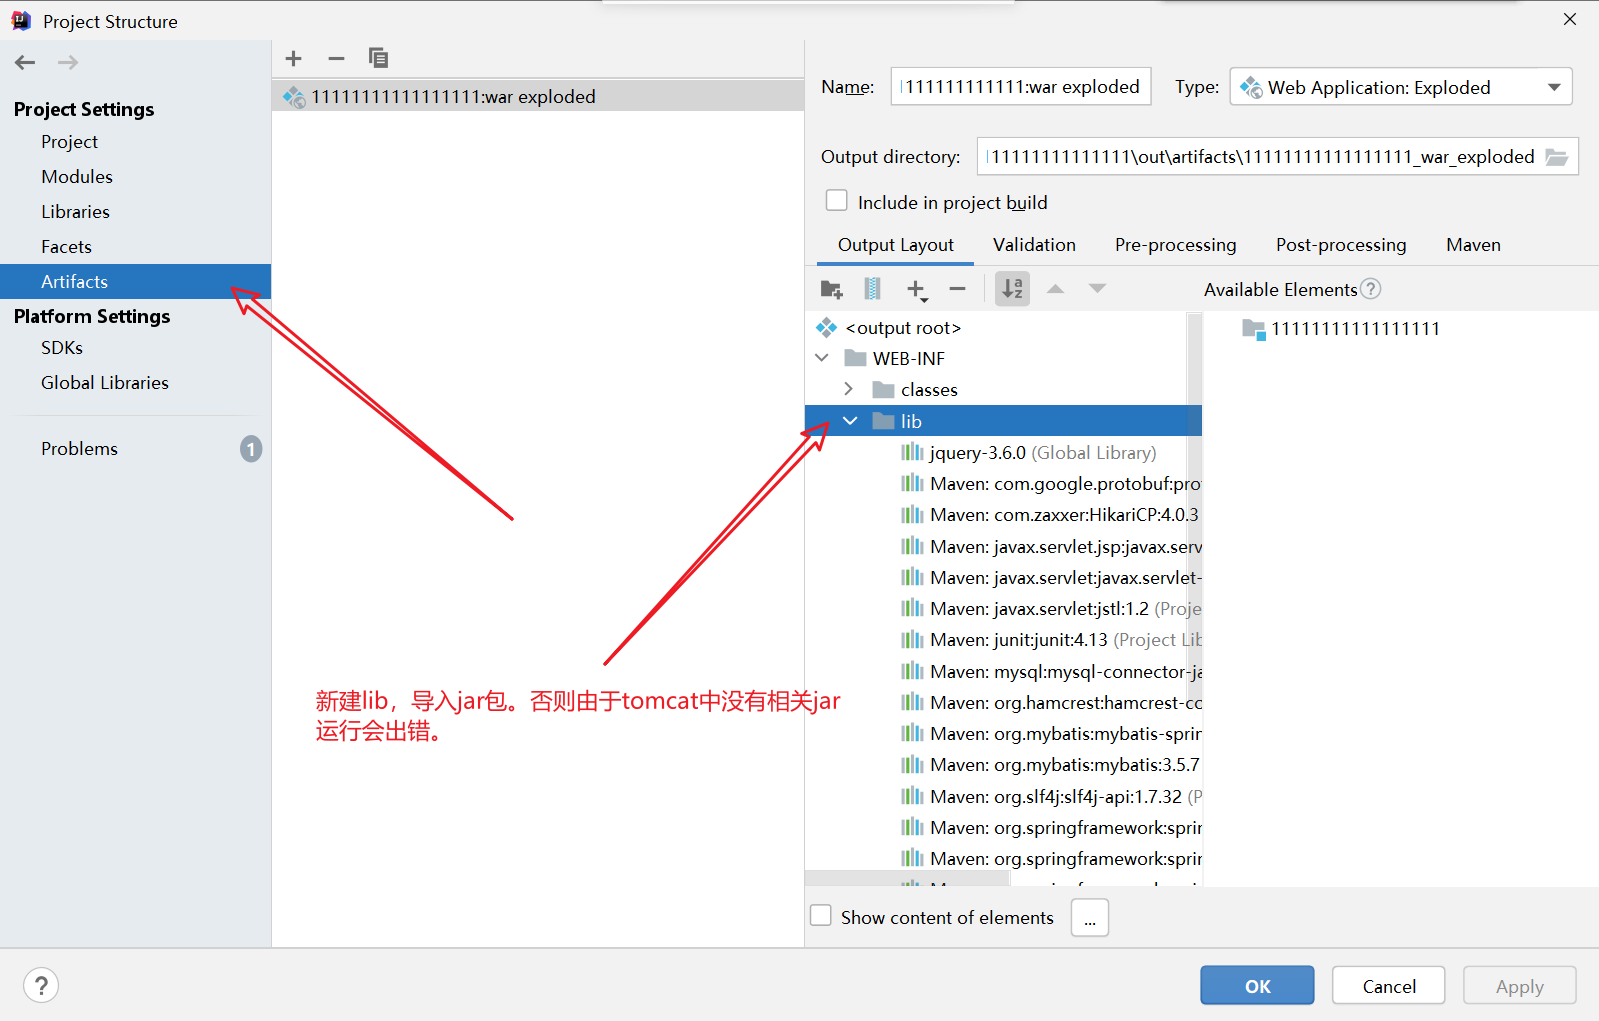 Project Structure
Project Settings
Project
Modules
Libraries
Facets
Artifacts
Platform Settings
SDKs
Global Libraries
Problems
1
11111111111111111:war exploded
Name:
111111111111:war exploded
Type:
Web Application: Exploded
Output directory:
11111111111111\out\artifacts\11111111111111111_war_exploded
Include in project build
Output Layout
Validation
Pre-processing
Post-processing
Maven
Available Elements
<output root>
WEB-INF
classes
lib
jquery-3.6.0 (Global Library)
Maven: com.google.protobuf:pro
Maven: com.zaxxer:HikariCP:4.0.3
Maven: javax.servlet.jsp:javax.serv
Maven: javax.servlet:javax.servlet-
Maven: javax.servlet:jstl:1.2 (Proje
Maven: junit:junit:4.13 (Project Lib
Maven: mysql:mysql-connector-ja
Maven: org.hamcrest:hamcrest-co
Maven: org.mybatis:mybatis-sprin
Maven: org.mybatis:mybatis:3.5.7
Maven: org.slf4j:slf4j-api:1.7.32 (P
Maven: org.springframework:sprin
Maven: org.springframework:sprin
11111111111111111
新建lib，导入jar包。否则由于tomcat中没有相关jar
运行会出错。
Show content of elements
...
?
OK
Cancel
Apply